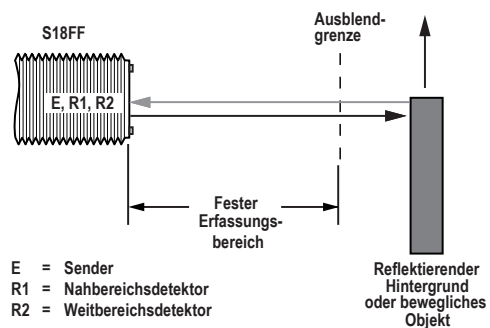 S18FF
Ausblend-
grenze
E, R1, R2
Fester
Erfassungs-
bereich
E = Sender
R1 = Nahbereichsdetektor
R2 = Weitbereichsdetektor
Reflektierender
Hintergrund
oder bewegliches
Objekt